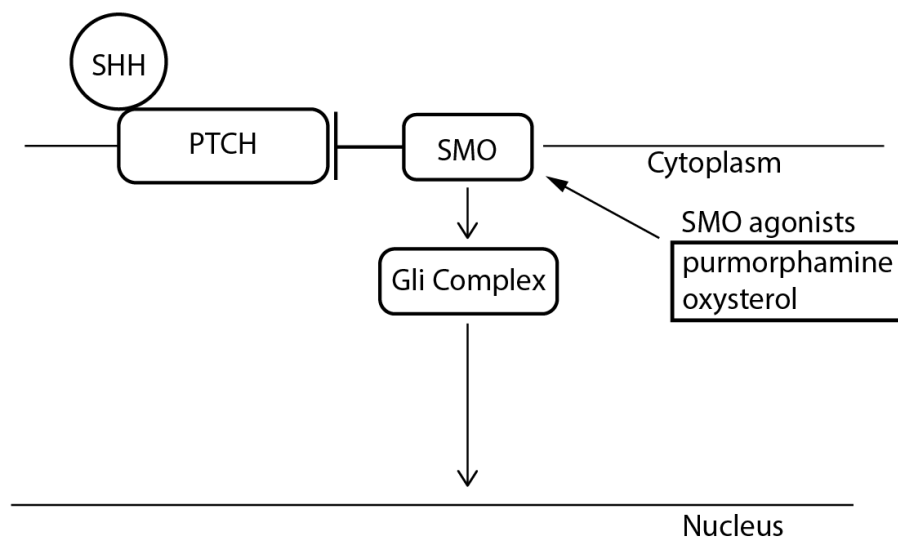 SHH
PTCH
SMO
Cytoplasm
SMO agonists
purmorphamine
oxysterol
Gli Complex
Nucleus